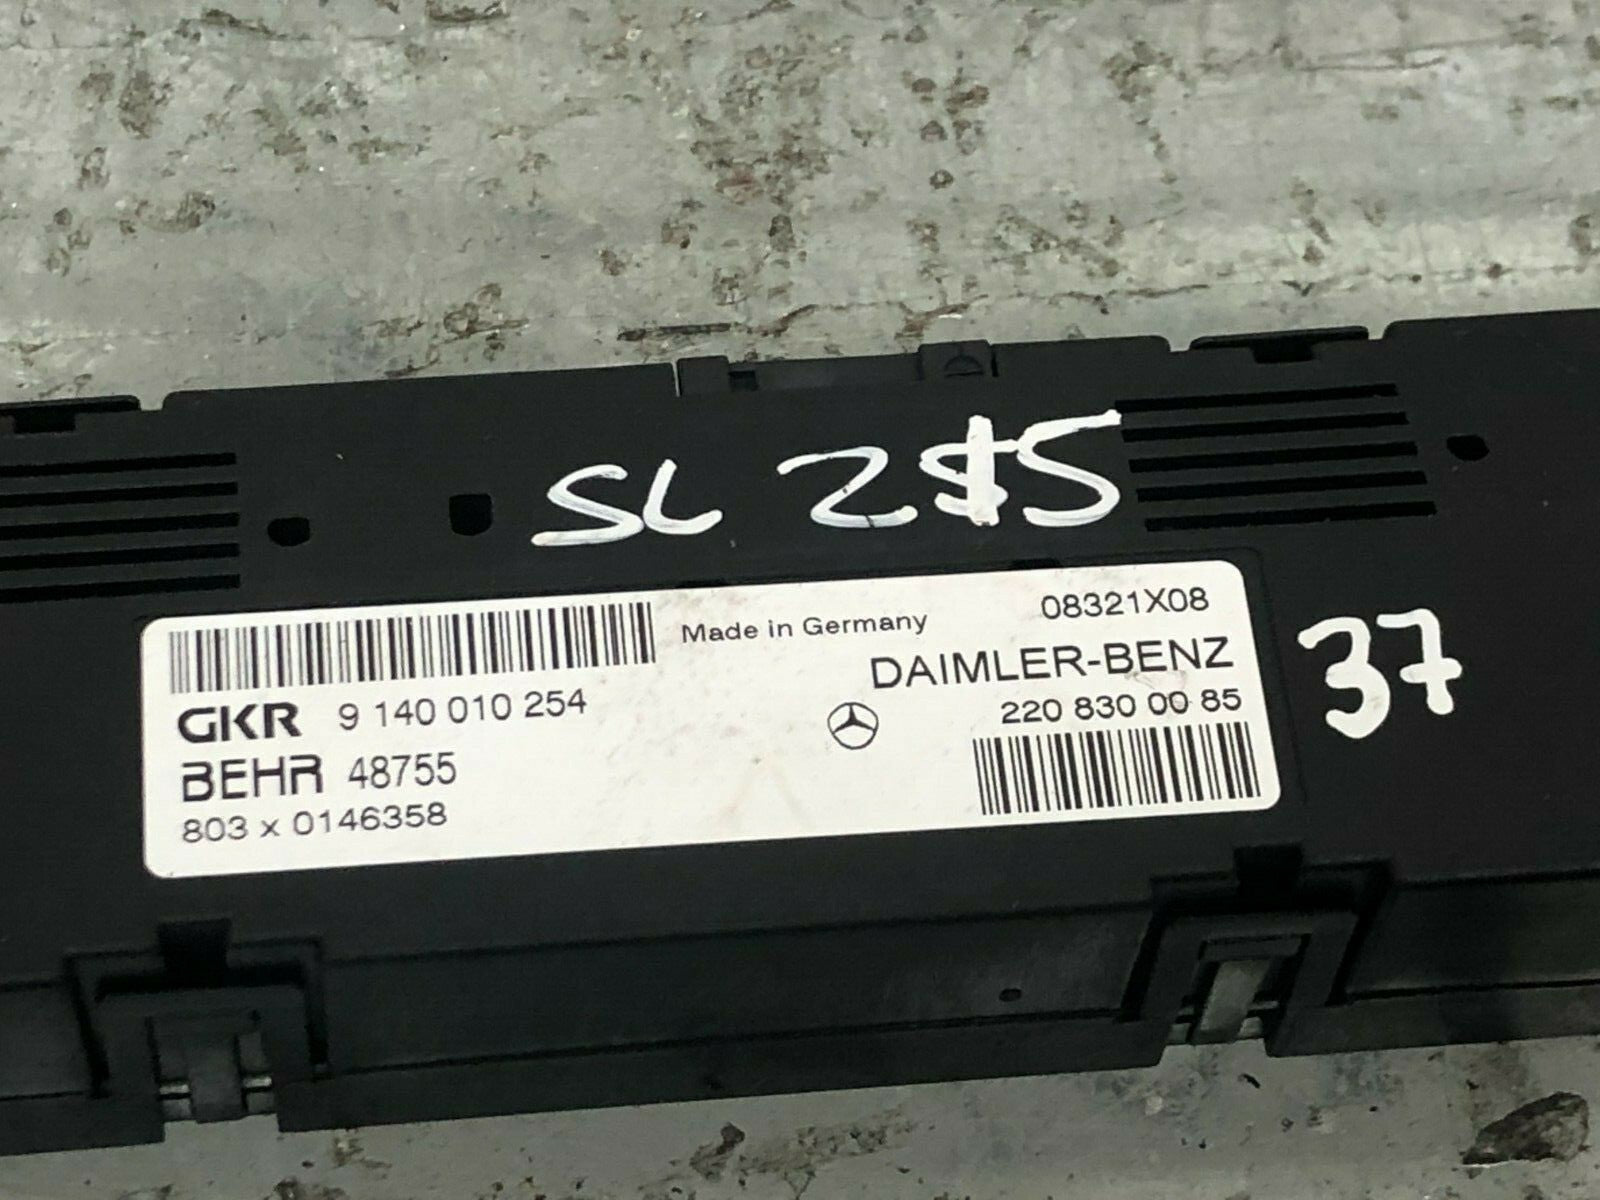 SL 215
Made in Germany
08321X08
GKR 9 140 010 254
DAIMLER-BENZ
BEHR 48755
220 830 00 85
803 x 0146358
37